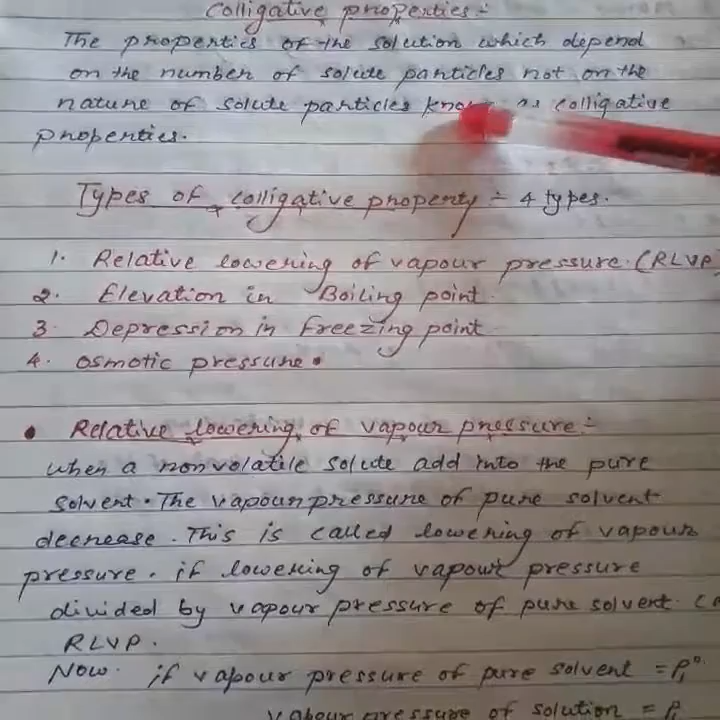 Colligative properties :-
The properties of the solution which depend
on the number of solute particles not on the
nature of solute particles know as colligative
properties.
Types of colligative property - 4 types.
1. Relative lowering of vapour pressure. (RLVP
2. Elevation in Boiling point.
3. Depression in freezing point
4. Osmotic pressure.
• Relative lowering of vapour pressure :-
when a nonvolatile solute add into the pure
solvent. The vapour pressure of pure solvent
decrease. This is called lowering of vapour
pressure. if lowering of vapour pressure
divided by vapour pressure of pure solvent. (
RLVP.
Now. if vapour pressure of pure solvent = P₁°
vapour pressure of solution = P₁